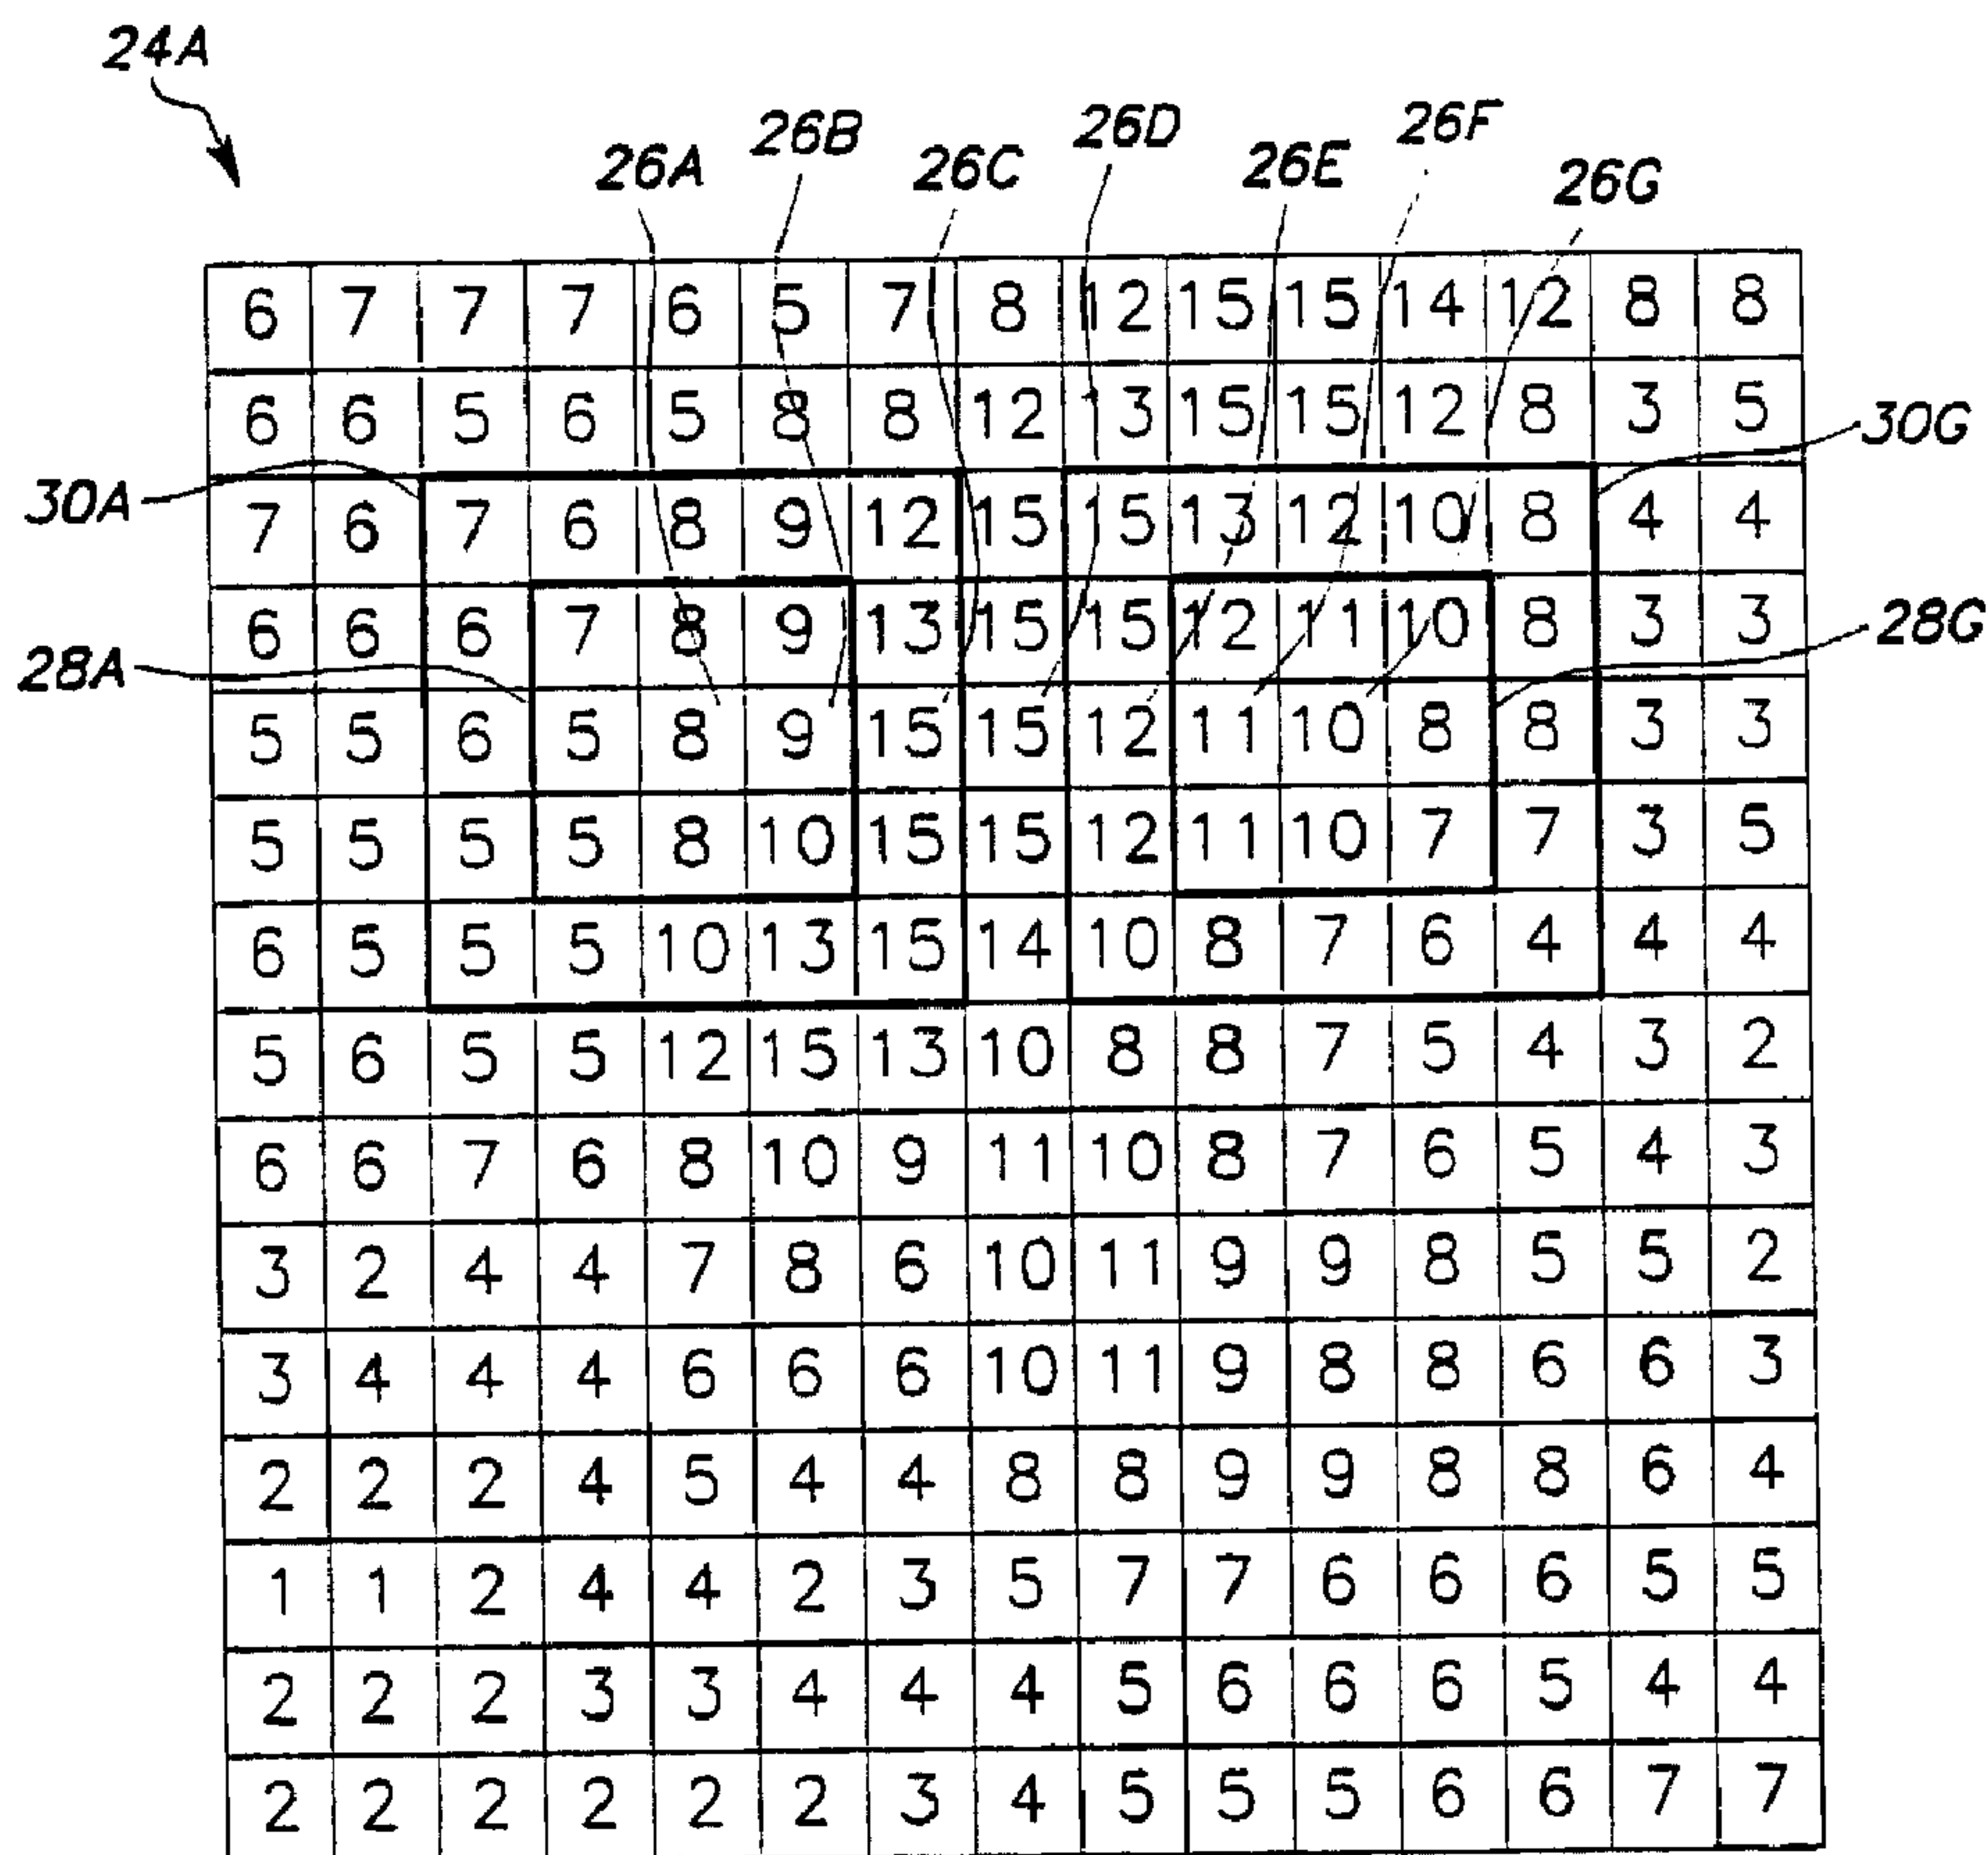 24A
26A 26B 26C 26D 26E 26F 26G
6 7 7 7 6 5 7 8 12 15 15 14 12 8 8
6 6 5 6 5 8 8 12 13 15 15 12 8 3 5
30G
30A
7 6 7 6 8 9 12 15 15 13 12 10 8 4 4
6 6 6 7 8 9 13 15 15 12 11 10 8 3 3
28G
28A
5 5 6 5 8 9 15 15 12 11 10 8 8 3 3
5 5 5 5 8 10 15 15 12 11 10 7 7 3 5
6 5 5 5 10 13 15 14 10 8 7 6 4 4 4
5 6 5 5 12 15 13 10 8 8 7 5 4 3 2
6 6 7 6 8 10 9 11 10 8 7 6 5 4 3
3 2 4 4 7 8 6 10 11 9 9 8 5 5 2
3 4 4 4 6 6 6 10 11 9 8 8 6 6 3
2 2 2 4 5 4 4 8 8 9 9 8 8 6 4
1 1 2 4 4 2 3 5 7 7 6 6 6 5 5
2 2 2 3 3 4 4 4 5 6 6 6 5 4 4
2 2 2 2 2 2 3 4 5 5 5 6 6 7 7